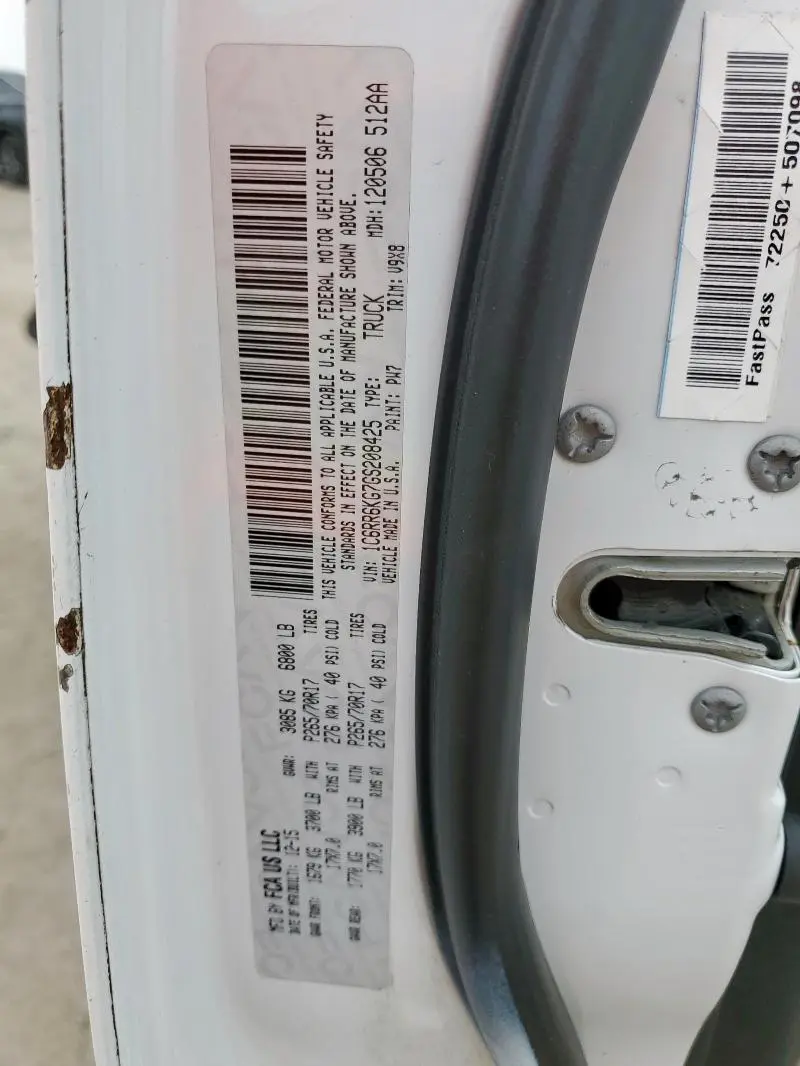 MFD BY FCA US LLC
DATE OF MFR(BUILT): 12-15 GVWR: 3085 KG 6800 LB
GAWR FRONT: 1679 KG 3700 LB WITH P265/70R17 TIRES
17X7.0 RIMS AT 276 KPA ( 40 PSI) COLD
GAWR REAR: 1770 KG 3900 LB WITH P265/70R17 TIRES
17X7.0 RIMS AT 276 KPA ( 40 PSI) COLD
THIS VEHICLE CONFORMS TO ALL APPLICABLE U.S.A. FEDERAL MOTOR VEHICLE SAFETY
STANDARDS IN EFFECT ON THE DATE OF MANUFACTURE SHOWN ABOVE.
VIN: 1C6RR6KG7GS208425 TYPE: TRUCK MDH: 120506 512AA
VEHICLE MADE IN U.S.A. PAINT: PW7 TRIM: V9X8
FastPass 72250 + 507098